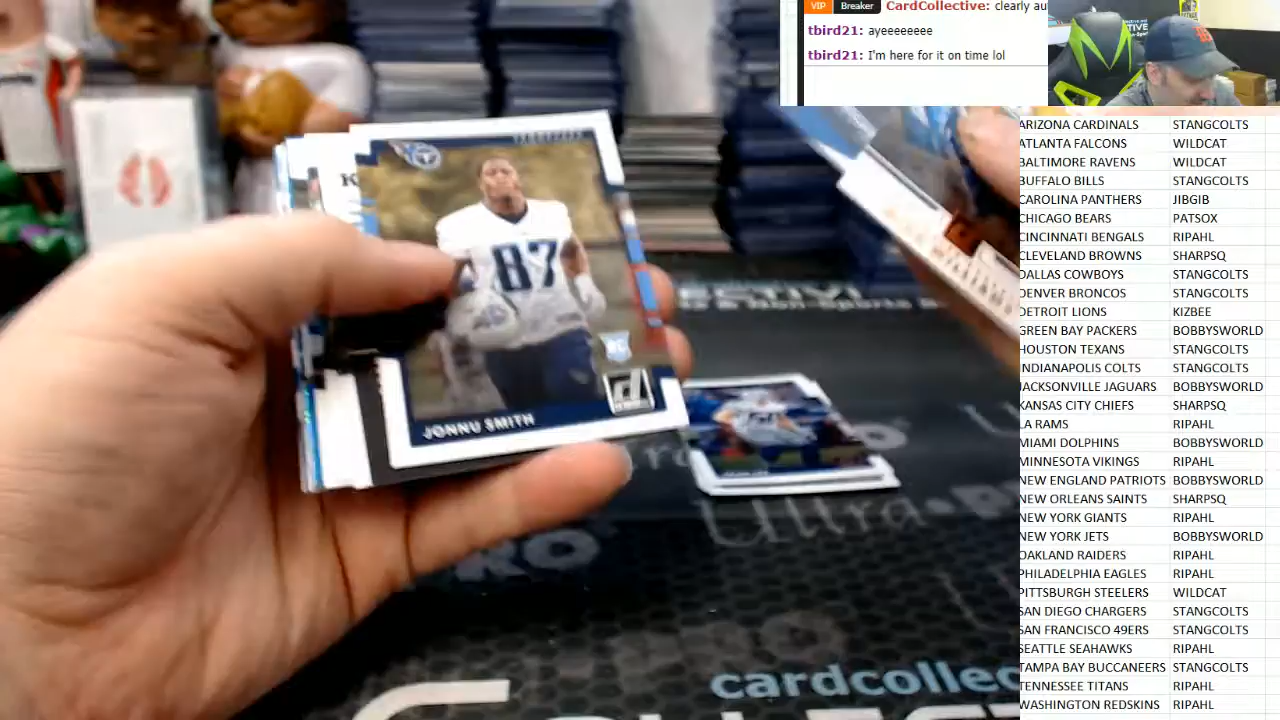 VIP Breaker CardCollective: clearly au
tbird21: ayeeeeeeee
tbird21: I'm here for it on time lol
ARIZONA CARDINALS STANGCOLTS
ATLANTA FALCONS WILDCAT
BALTIMORE RAVENS WILDCAT
BUFFALO BILLS STANGCOLTS
CAROLINA PANTHERS JIBGIB
CHICAGO BEARS PATSOX
CINCINNATI BENGALS RIPAHL
CLEVELAND BROWNS SHARPSQ
DALLAS COWBOYS STANGCOLTS
DENVER BRONCOS STANGCOLTS
DETROIT LIONS KIZBEE
GREEN BAY PACKERS BOBBYSWORLD
HOUSTON TEXANS STANGCOLTS
INDIANAPOLIS COLTS STANGCOLTS
JACKSONVILLE JAGUARS BOBBYSWORLD
KANSAS CITY CHIEFS SHARPSQ
LA RAMS RIPAHL
MIAMI DOLPHINS BOBBYSWORLD
MINNESOTA VIKINGS RIPAHL
NEW ENGLAND PATRIOTS BOBBYSWORLD
NEW ORLEANS SAINTS SHARPSQ
NEW YORK GIANTS RIPAHL
NEW YORK JETS BOBBYSWORLD
OAKLAND RAIDERS RIPAHL
PHILADELPHIA EAGLES RIPAHL
PITTSBURGH STEELERS WILDCAT
SAN DIEGO CHARGERS STANGCOLTS
SAN FRANCISCO 49ERS STANGCOLTS
SEATTLE SEAHAWKS RIPAHL
TAMPA BAY BUCCANEERS STANGCOLTS
TENNESSEE TITANS RIPAHL
WASHINGTON REDSKINS RIPAHL
K
87
RC
JONNU SMITH
Ultra·PRO
cardcollec